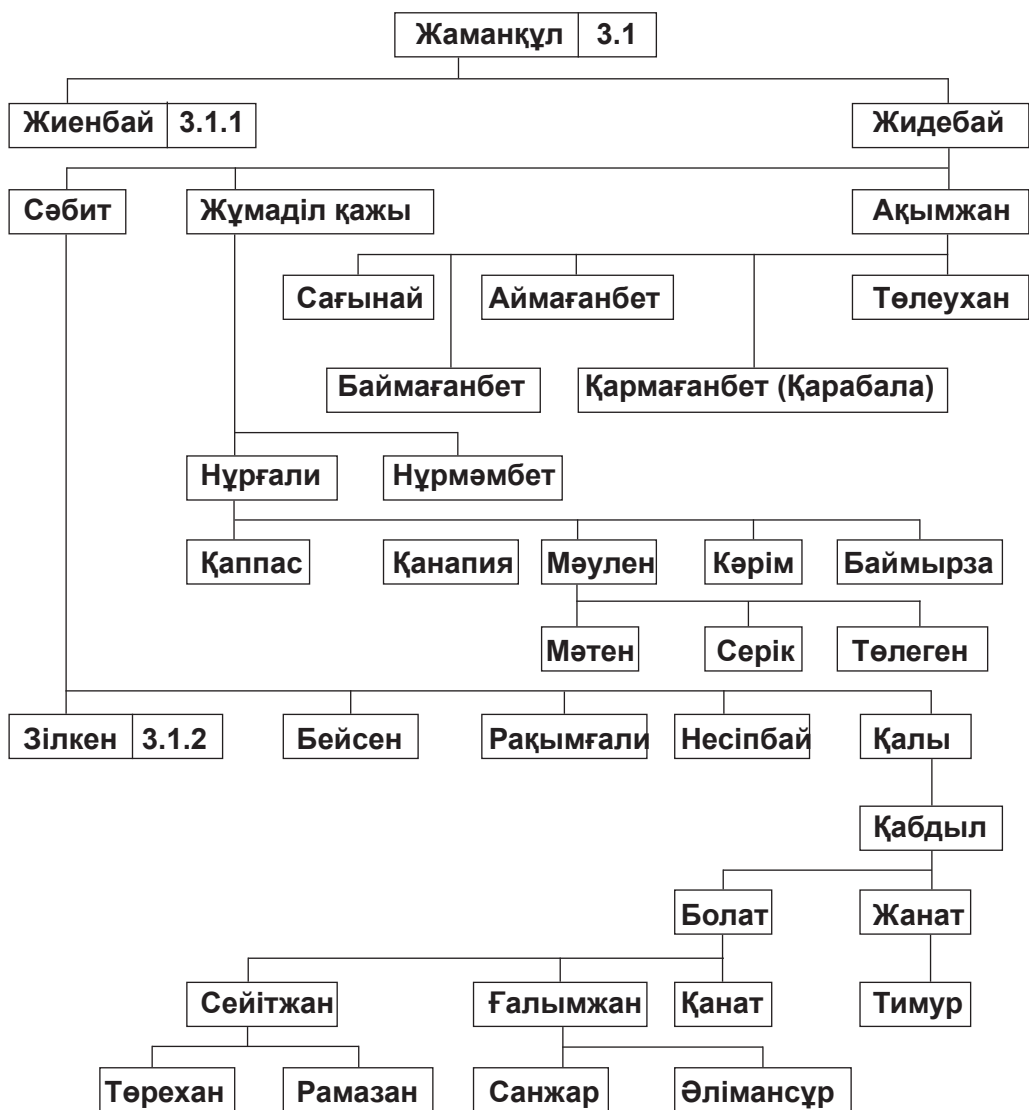 Жаманқұл 3.1
Жиенбай 3.1.1 Жидебай
Сәбит Жұмаділ қажы Ақымжан
Сағынай Аймағанбет Төлеухан
Баймағанбет Қармағанбет (Қарабала)
Нұрғали Нұрмәмбет
Қаппас Қанапия Мәулен Кәрім Баймырза
Мәтен Серік Төлеген
Зілкен 3.1.2 Бейсен Рақымғали Несіпбай Қалы
Қабдыл
Болат Жанат
Сейітжан Ғалымжан Қанат Тимур
Төрехан Рамазан Санжар Әлімансұр